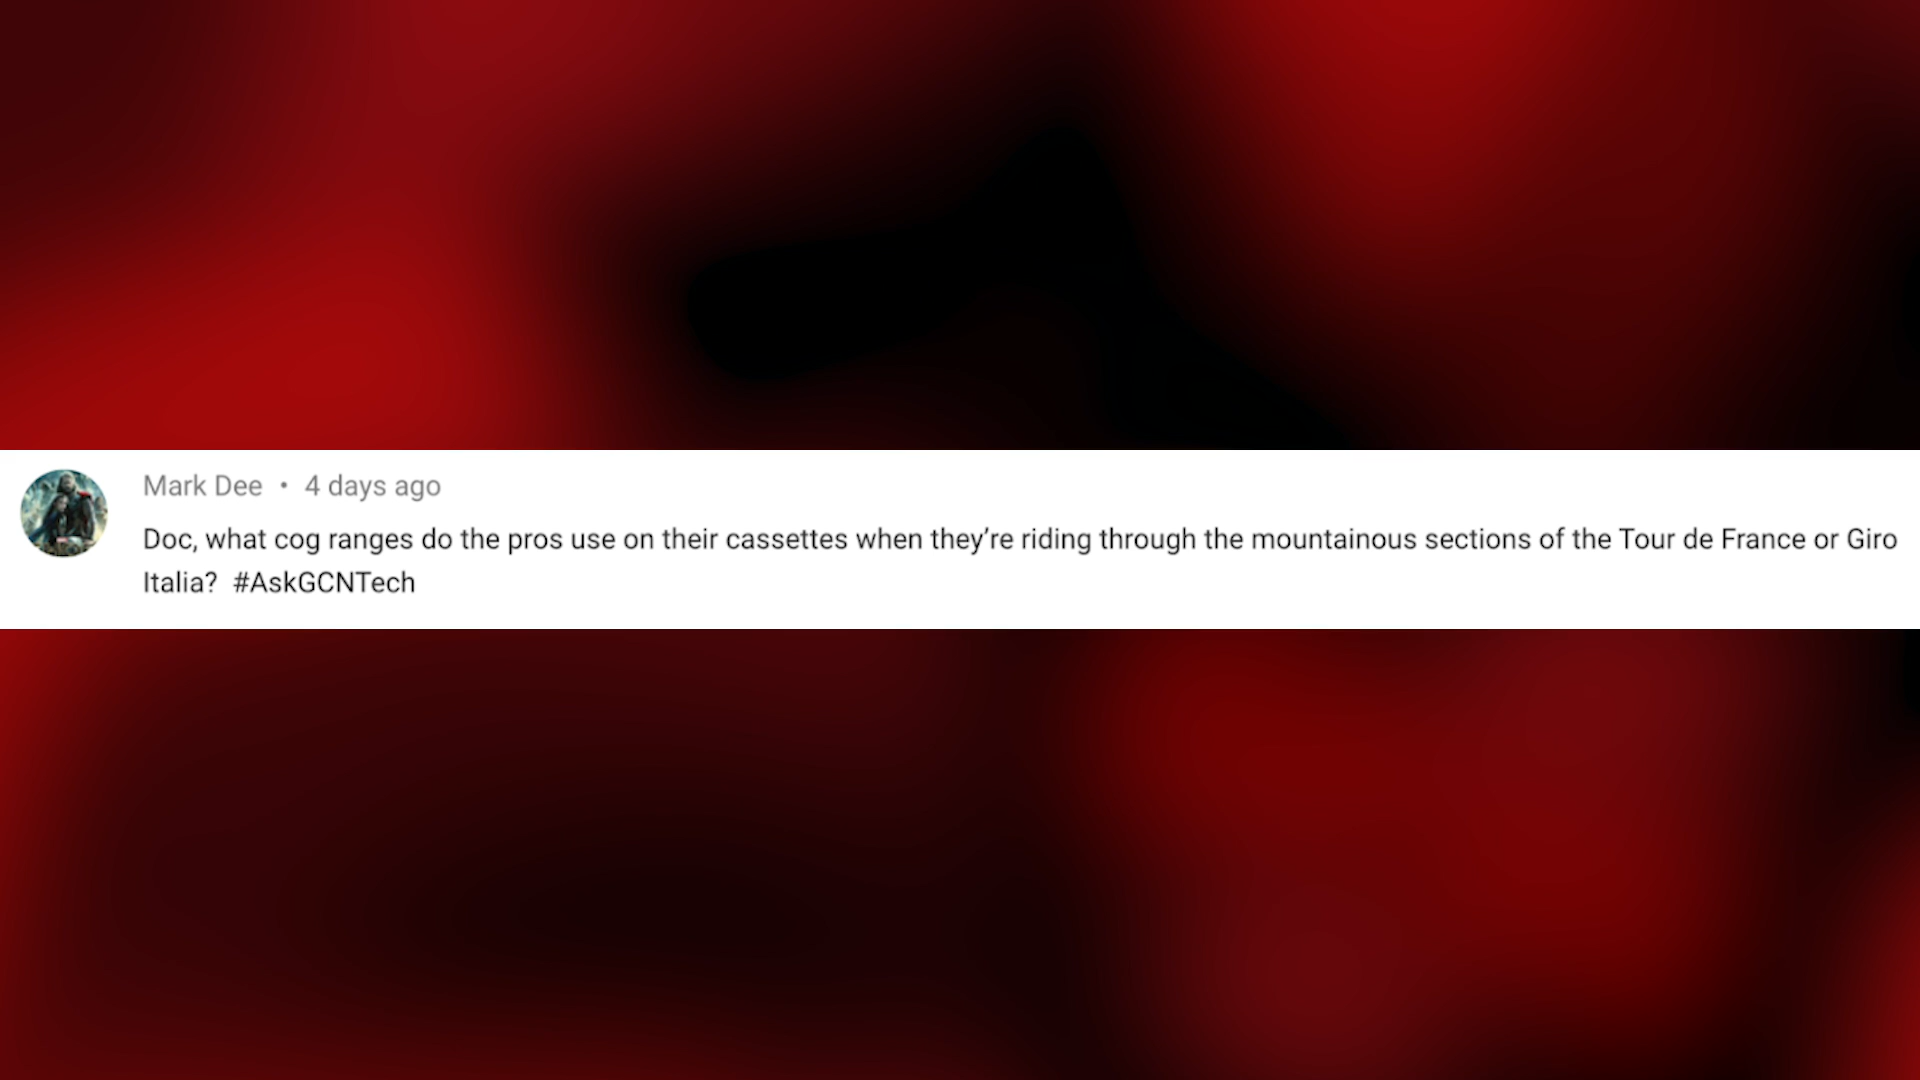 Mark Dee • 4 days ago
Doc, what cog ranges do the pros use on their cassettes when they’re riding through the mountainous sections of the Tour de France or Giro
Italia?  #AskGCNTech